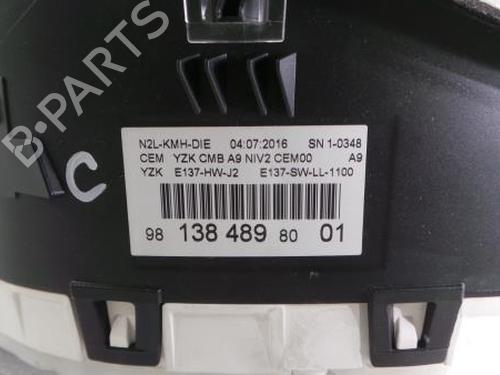 B-PARTS
N2L-KMH-DIE 04:07:2016 SN 1-0348
CEM YZK CMB A9 NIV2 CEM00 A9
YZK E137-HW-J2 E137-SW-LL-1100
98 138 489 80 01
C